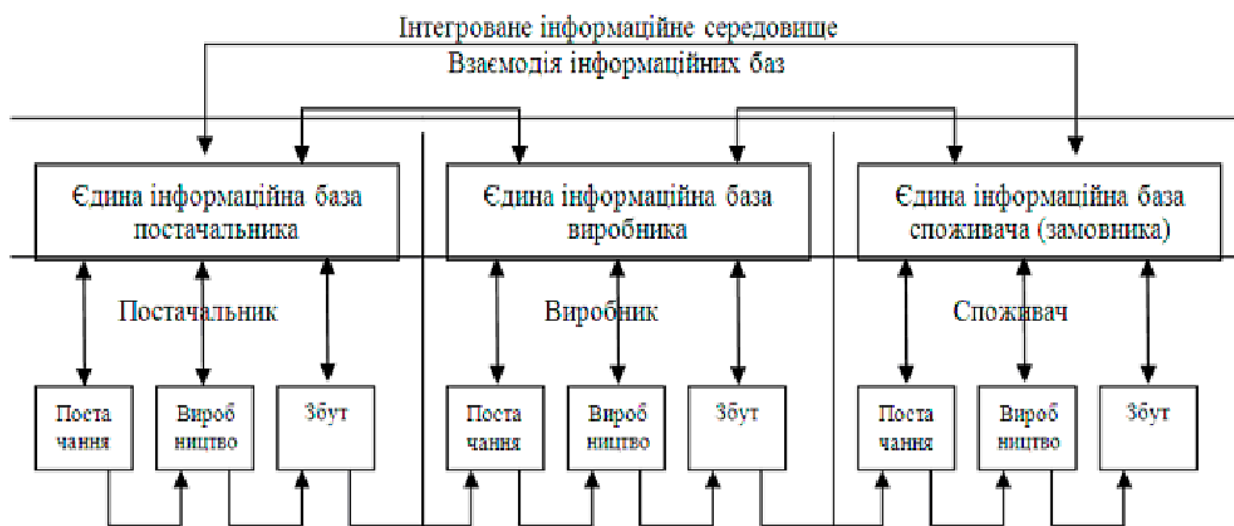 Інтегроване інформаційне середовище
Взаємодія інформаційних баз
Єдина інформаційна база
постачальника
Єдина інформаційна база
виробника
Єдина інформаційна база
споживача (замовника)
Постачальник
Виробник
Споживач
Поста
чання
Вироб
ництво
Збут
Поста
чання
Вироб
ництво
Збут
Поста
чання
Вироб
ництво
Збут